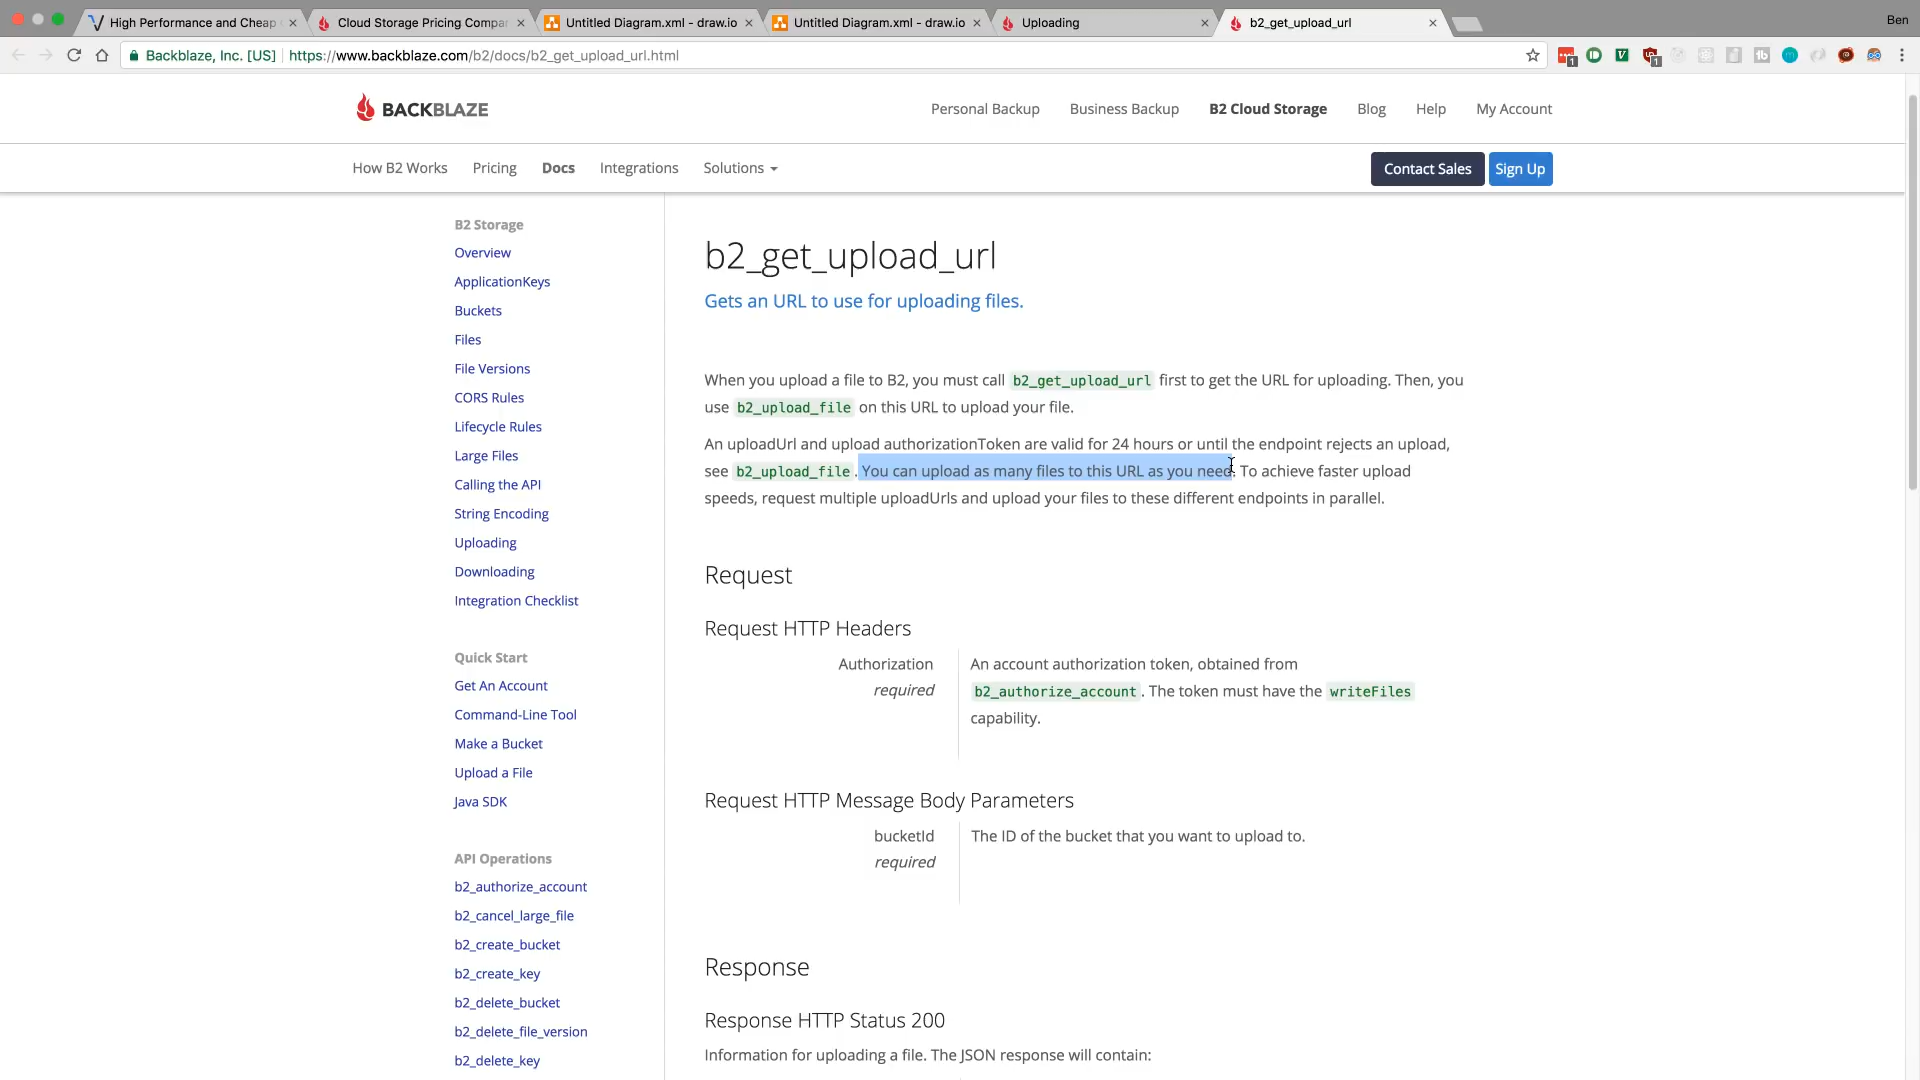 High Performance and Cheap
Cloud Storage Pricing Compar
Untitled Diagram.xml - draw.io
Untitled Diagram.xml - draw.io
Uploading
b2_get_upload_url
Ben
Backblaze, Inc. [US] https://www.backblaze.com/b2/docs/b2_get_upload_url.html
BACKBLAZE
Personal Backup
Business Backup
B2 Cloud Storage
Blog
Help
My Account
How B2 Works
Pricing
Docs
Integrations
Solutions
Contact Sales
Sign Up
B2 Storage
Overview
ApplicationKeys
Buckets
Files
File Versions
CORS Rules
Lifecycle Rules
Large Files
Calling the API
String Encoding
Uploading
Downloading
Integration Checklist
Quick Start
Get An Account
Command-Line Tool
Make a Bucket
Upload a File
Java SDK
API Operations
b2_authorize_account
b2_cancel_large_file
b2_create_bucket
b2_create_key
b2_delete_bucket
b2_delete_file_version
b2_delete_key
b2_get_upload_url
Gets an URL to use for uploading files.
When you upload a file to B2, you must call b2_get_upload_url first to get the URL for uploading. Then, you
use b2_upload_file on this URL to upload your file.
An uploadUrl and upload authorizationToken are valid for 24 hours or until the endpoint rejects an upload,
see b2_upload_file. You can upload as many files to this URL as you need. To achieve faster upload
speeds, request multiple uploadUrls and upload your files to these different endpoints in parallel.
Request
Request HTTP Headers
Authorization
required
An account authorization token, obtained from
b2_authorize_account. The token must have the writeFiles
capability.
Request HTTP Message Body Parameters
bucketId
required
The ID of the bucket that you want to upload to.
Response
Response HTTP Status 200
Information for uploading a file. The JSON response will contain: